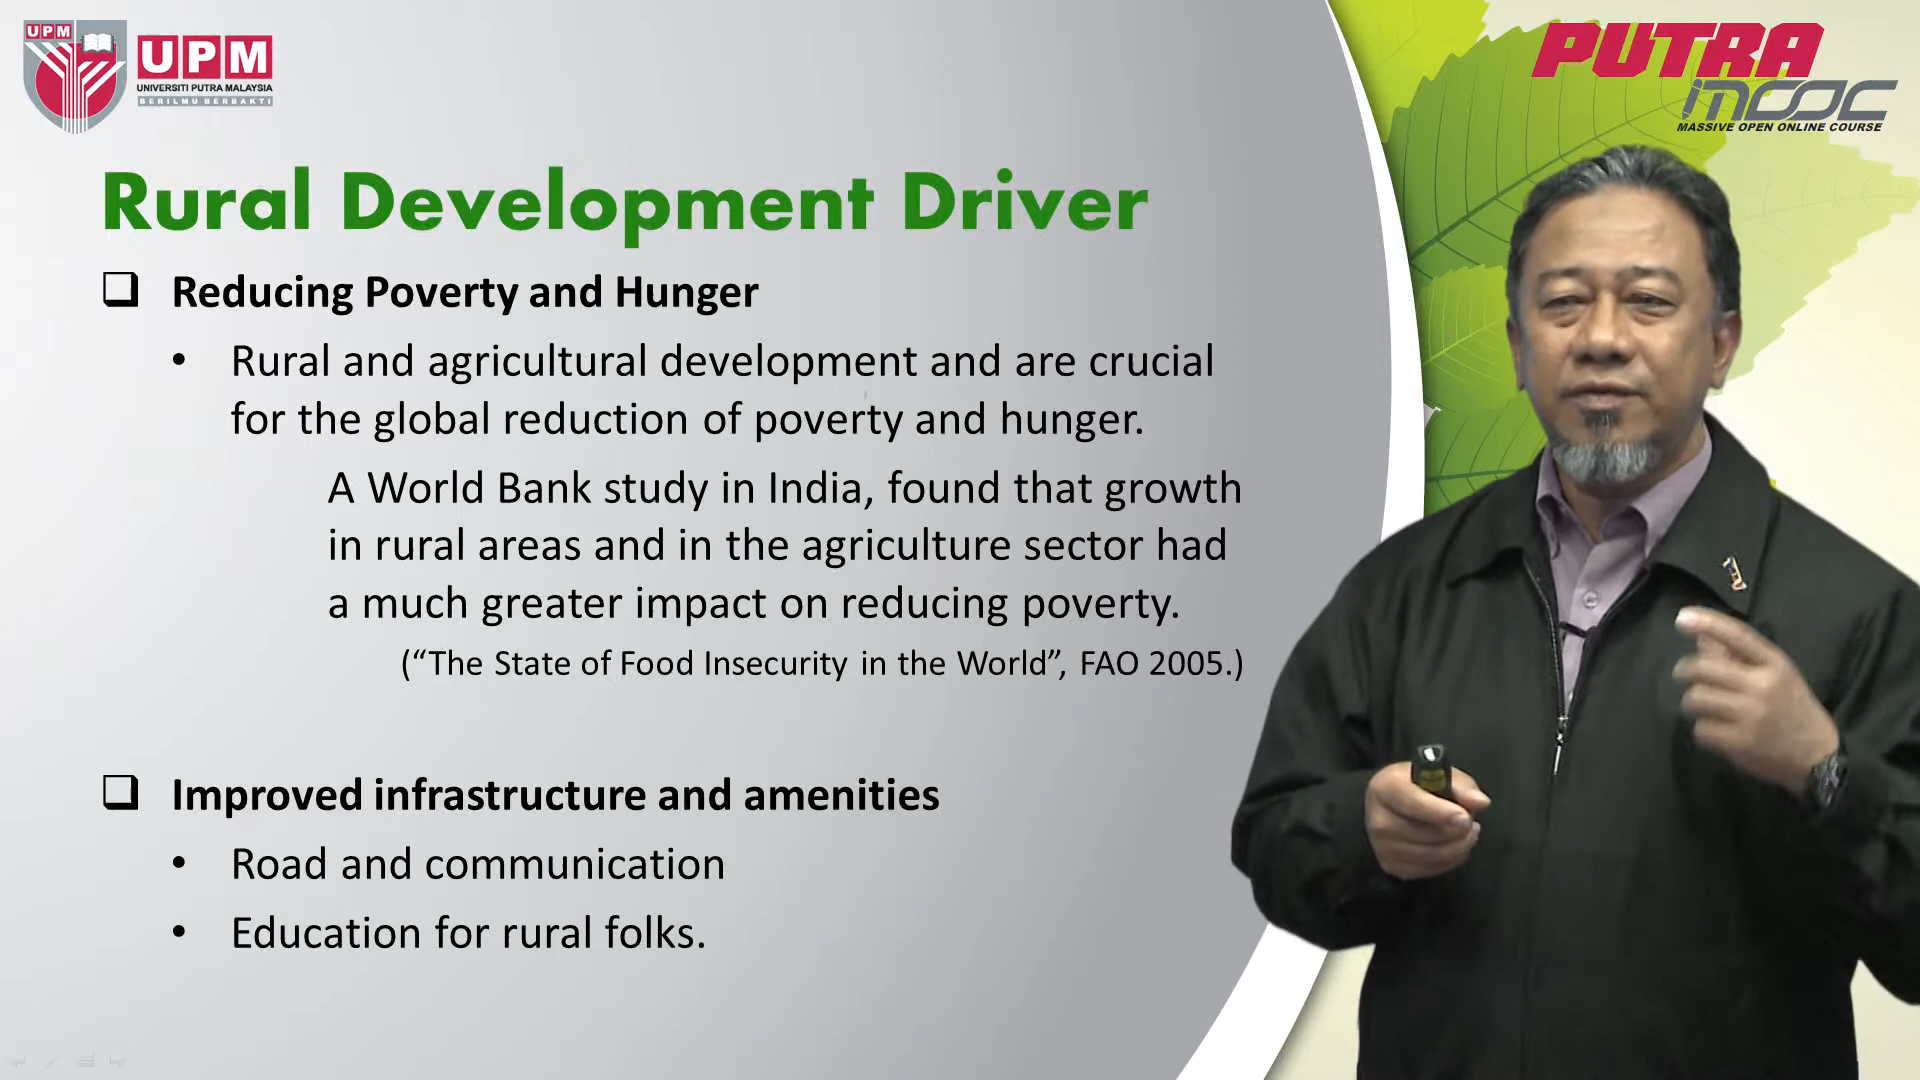 UPM
UPM
UNIVERSITI PUTRA MALAYSIA
BERILMU BERBAKTI
PUTRA
mooc
MASSIVE OPEN ONLINE COURSE
Rural Development Driver
Reducing Poverty and Hunger
• Rural and agricultural development and are crucial
for the global reduction of poverty and hunger.
A World Bank study in India, found that growth
in rural areas and in the agriculture sector had
a much greater impact on reducing poverty.
(“The State of Food Insecurity in the World”, FAO 2005.)
Improved infrastructure and amenities
• Road and communication
• Education for rural folks.